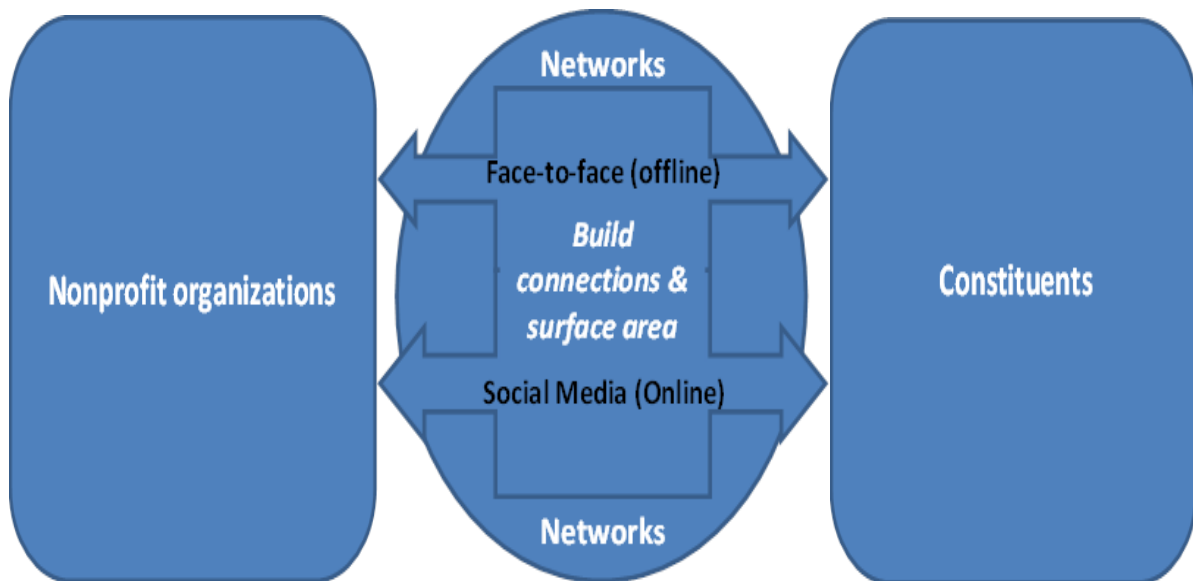 Networks
Face-to-face (offline)
Build
connections &
surface area
Nonprofit organizations
Constituents
Social Media (Online)
Networks